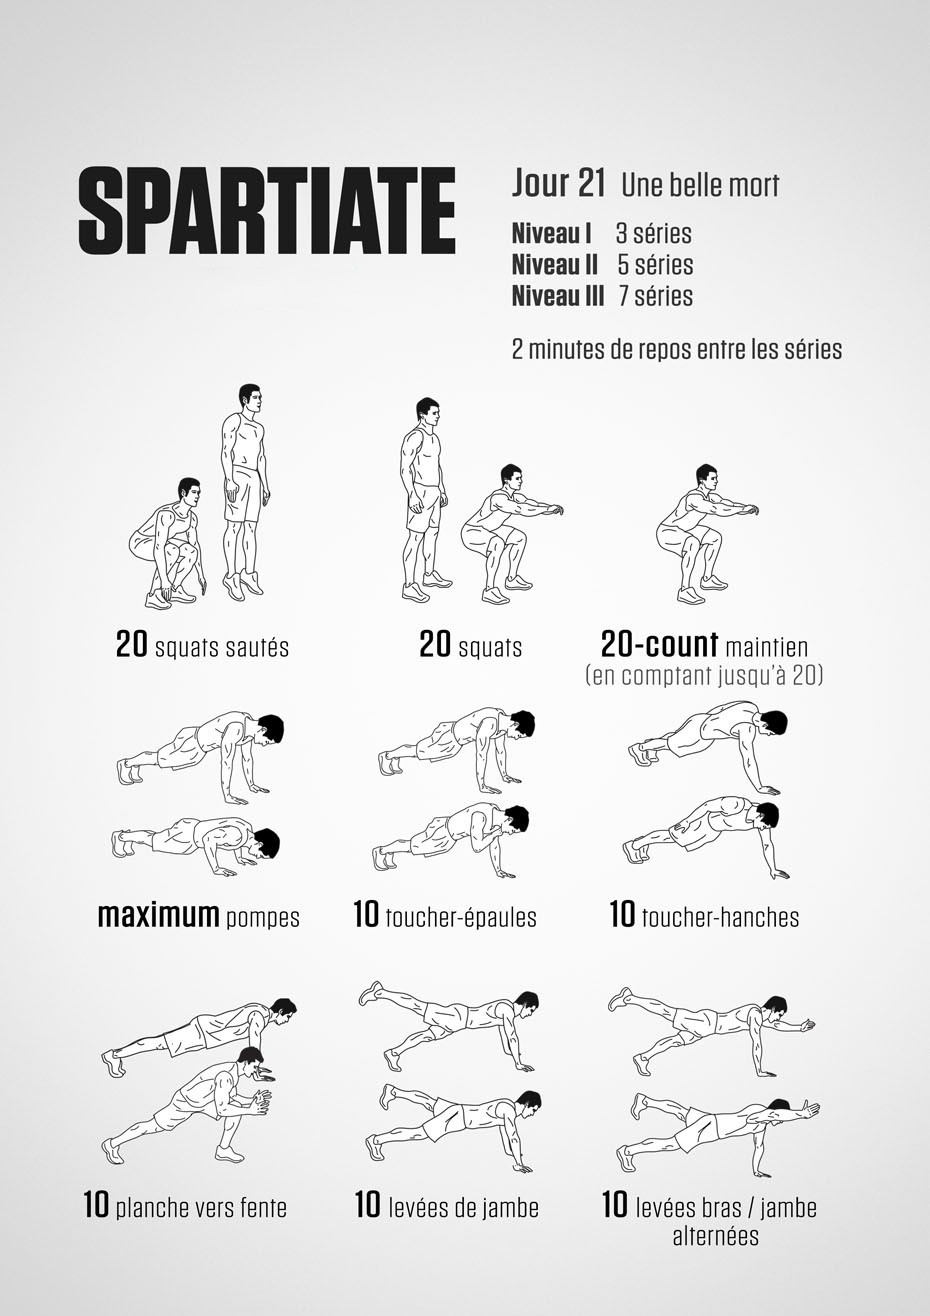 SPARTIATE
Jour 21 Une belle mort
Niveau I 3 séries
Niveau II 5 séries
Niveau III 7 séries
2 minutes de repos entre les séries
20 squats sautés
20 squats
20-count maintien
(en comptant jusqu'à 20)
maximum pompes
10 toucher-épaules
10 toucher-hanches
10 planche vers fente
10 levées de jambe
10 levées bras / jambe
alternées